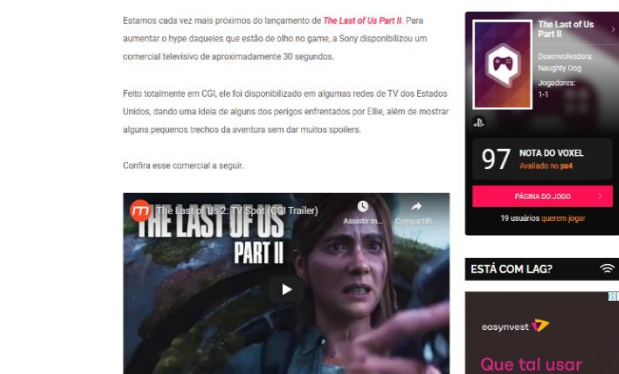 Estamos cada vez mais próximos do lançamento de The Last of Us Part II. Para
aumentar o hype daqueles que estão de olho no game, a Sony disponibilizou um
comercial televisivo de aproximadamente 30 segundos.
Feito totalmente em CGI, ele foi disponibilizado em algumas redes de TV dos Estados
Unidos, dando uma ideia de alguns dos perigos enfrentados por Ellie, além de mostrar
alguns pequenos trechos da aventura sem dar muitos spoilers.
Confira esse comercial a seguir.
The Last of Us 2: TV Spot (CGI Trailer)
Assistir m...
Compartilh...
THE LAST OF US
PART II
The Last of Us
Part II
Desenvolvedora:
Naughty Dog
Jogadores:
1-1
97
NOTA DO VOXEL
Avaliado no ps4
PÁGINA DO JOGO
19 usuários querem jogar
ESTÁ COM LAG?
easynvest
Que tal usar